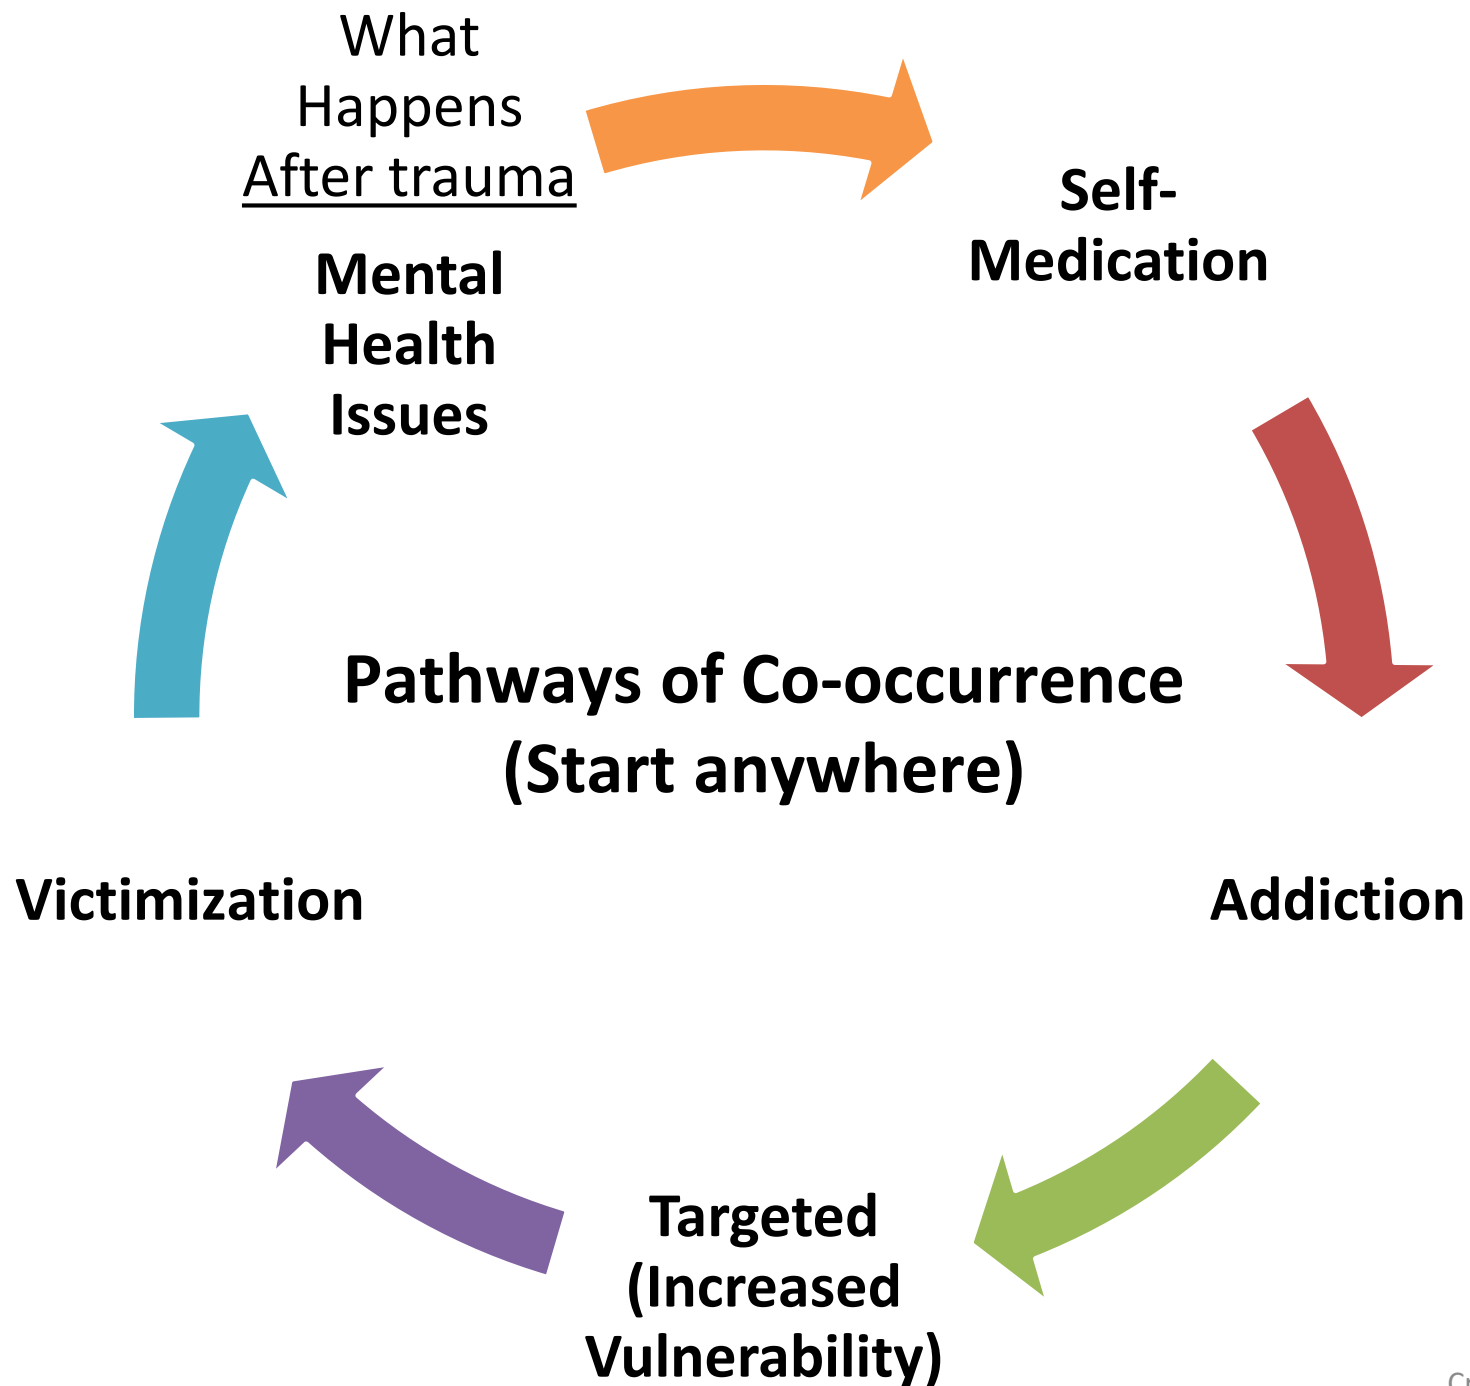 What
Happens
After trauma
Mental
Health
Issues
Self-
Medication
Pathways of Co-occurrence
(Start anywhere)
Victimization
Addiction
Targeted
(Increased
Vulnerability)